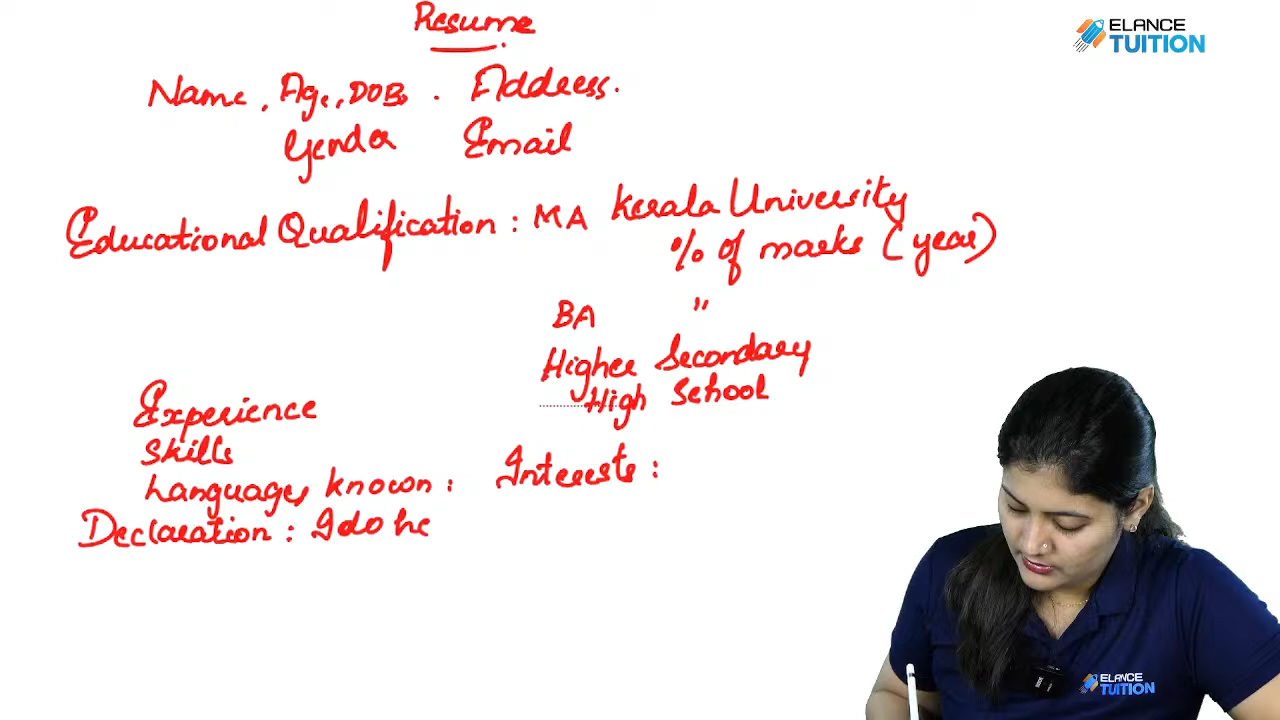 Resume
ELANCE
TUITION
Name, Age, DOB. Address.
Gender Email
Educational Qualification : MA Kerala University
% of marks (year)
BA "
Higher Secondary
High School
Experience
Skills
Languages known : Interests :
Declaration : I do he
ELANCE
TUITION